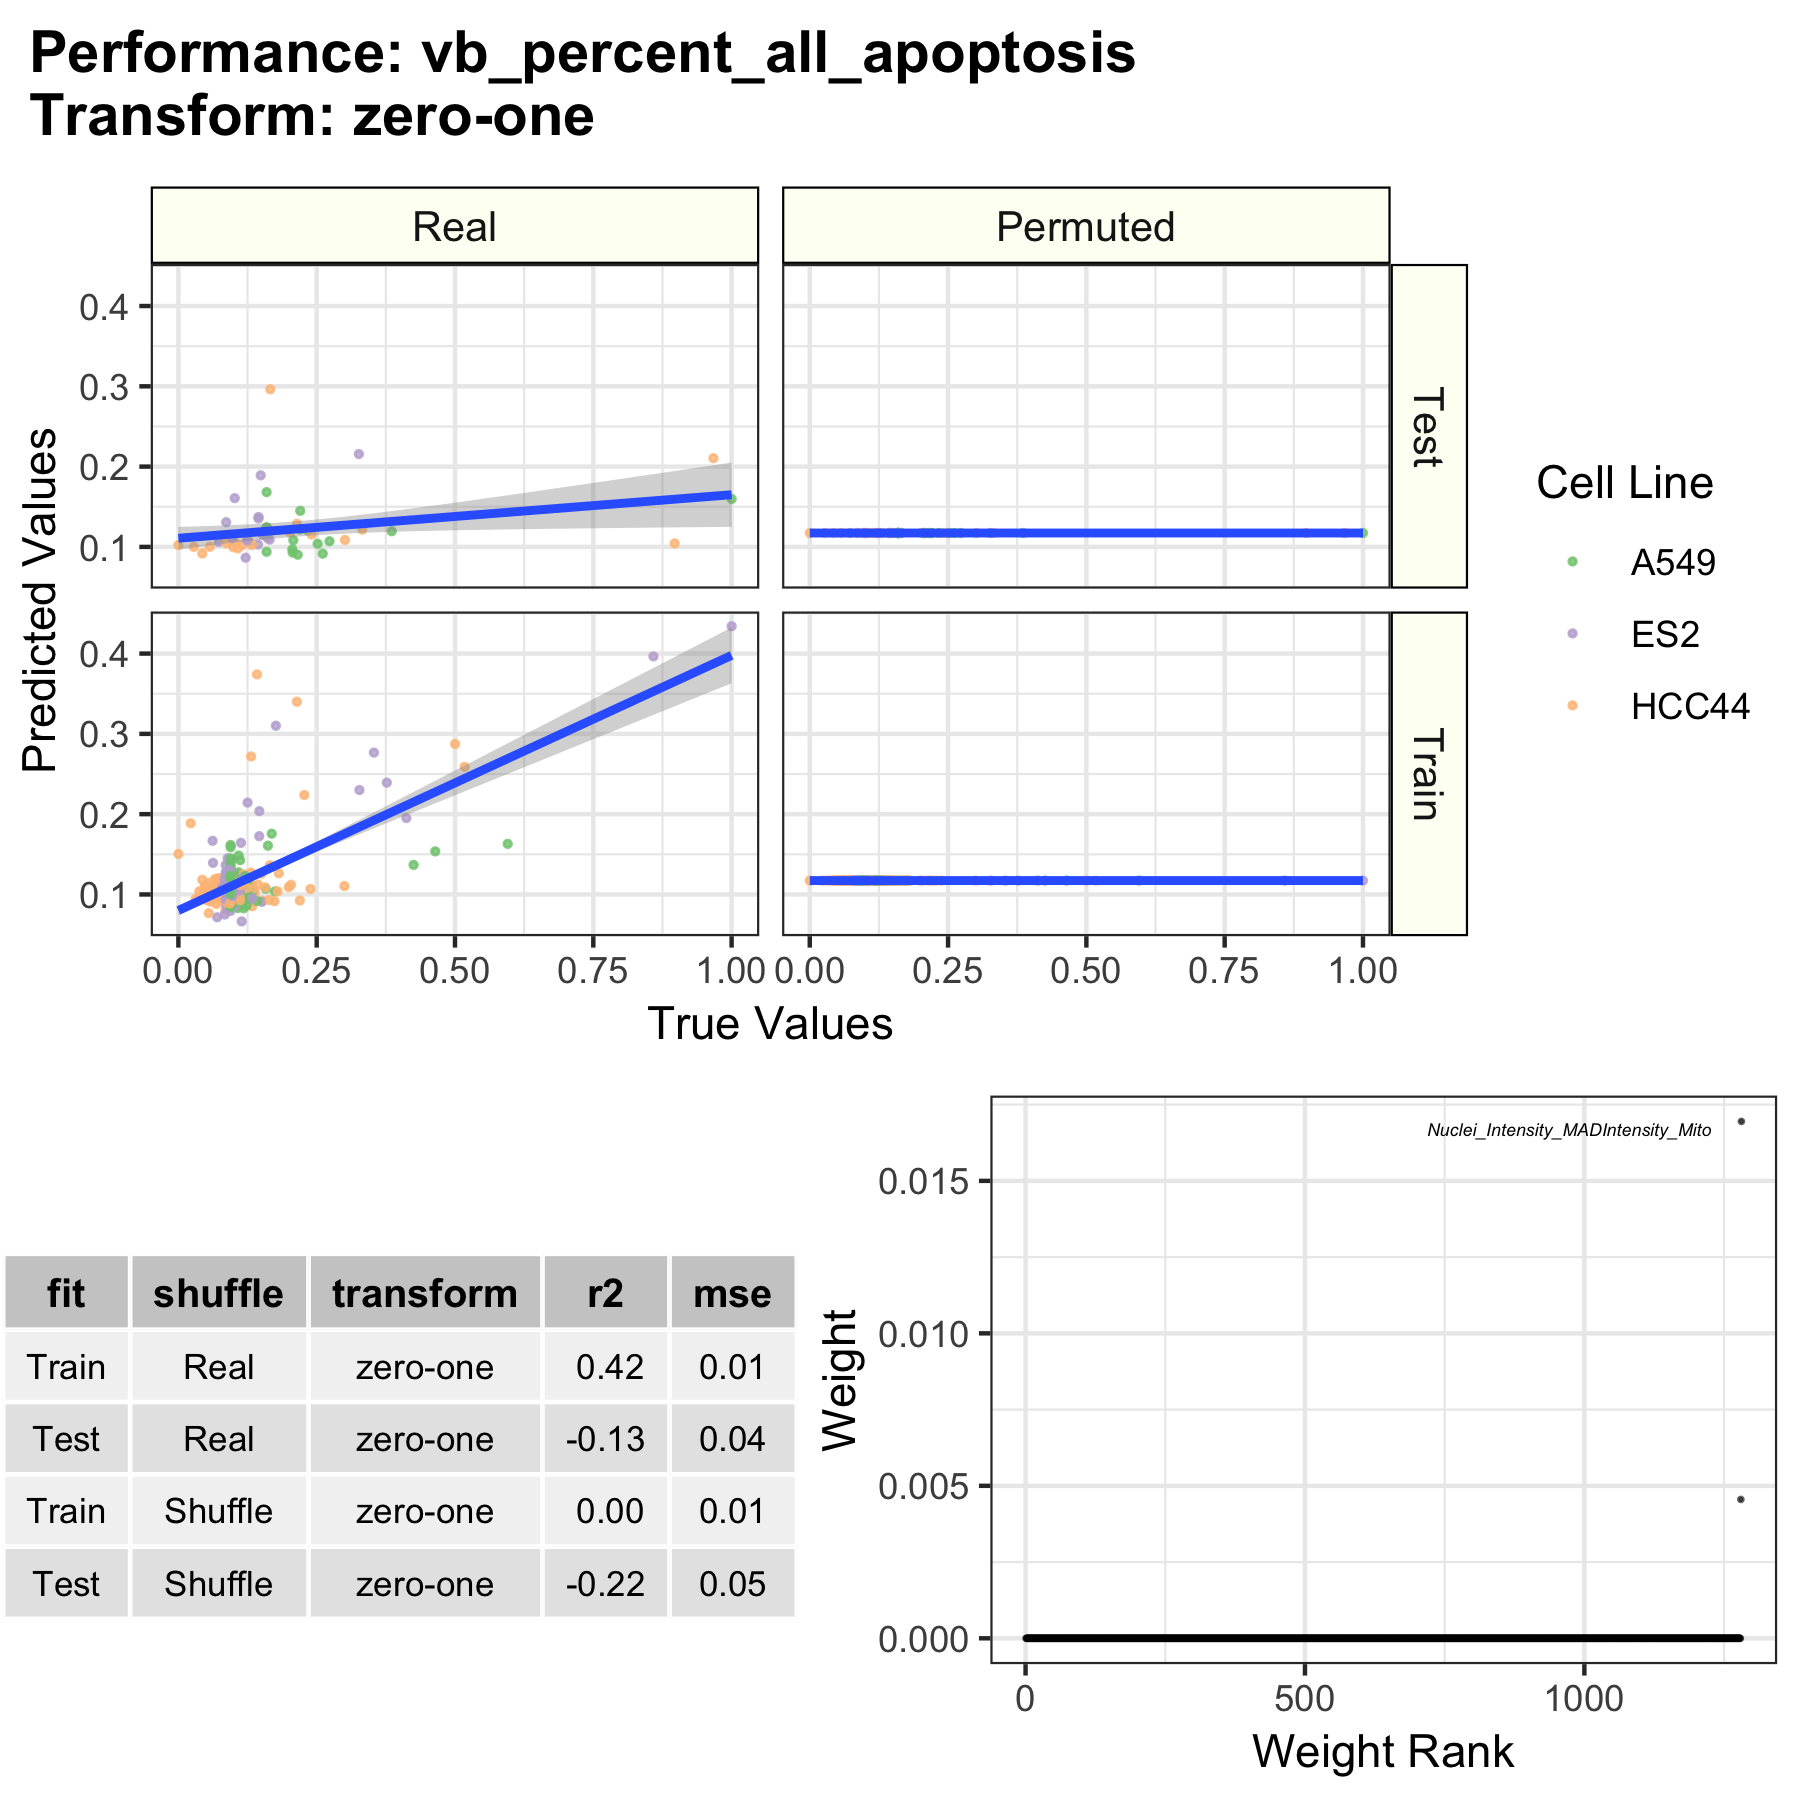 Performance: vb_percent_all_apoptosis
Transform: zero-one
Real
Permuted
0.4
0.3
0.2
0.1
Test
0.4
0.3
0.2
0.1
Train
Predicted Values
0.00 0.25 0.50 0.75 1.00
0.00 0.25 0.50 0.75 1.00
True Values
Cell Line
A549
ES2
HCC44
fit shuffle transform r2 mse
Train Real zero-one 0.42 0.01
Test Real zero-one -0.13 0.04
Train Shuffle zero-one 0.00 0.01
Test Shuffle zero-one -0.22 0.05
Nuclei_Intensity_MADIntensity_Mito
Weight
0.015
0.010
0.005
0.000
0 500 1000
Weight Rank